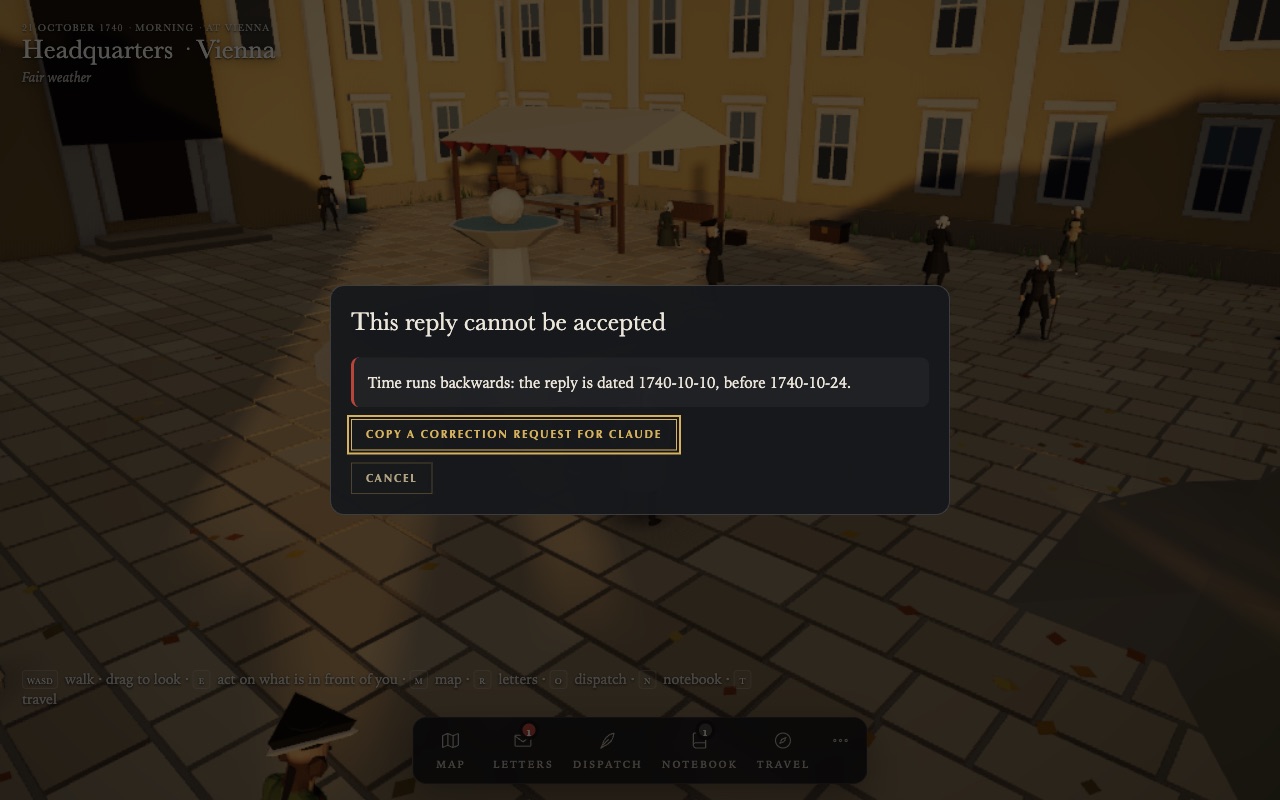 21 OCTOBER 1740 · MORNING · AT VIENNA
Headquarters · Vienna
Fair weather
This reply cannot be accepted
Time runs backwards: the reply is dated 1740-10-10, before 1740-10-24.
COPY A CORRECTION REQUEST FOR CLAUDE
CANCEL
WASD walk · drag to look · E act on what is in front of you · M map · R letters · O dispatch · N notebook · T
travel
1 1
MAP LETTERS DISPATCH NOTEBOOK TRAVEL